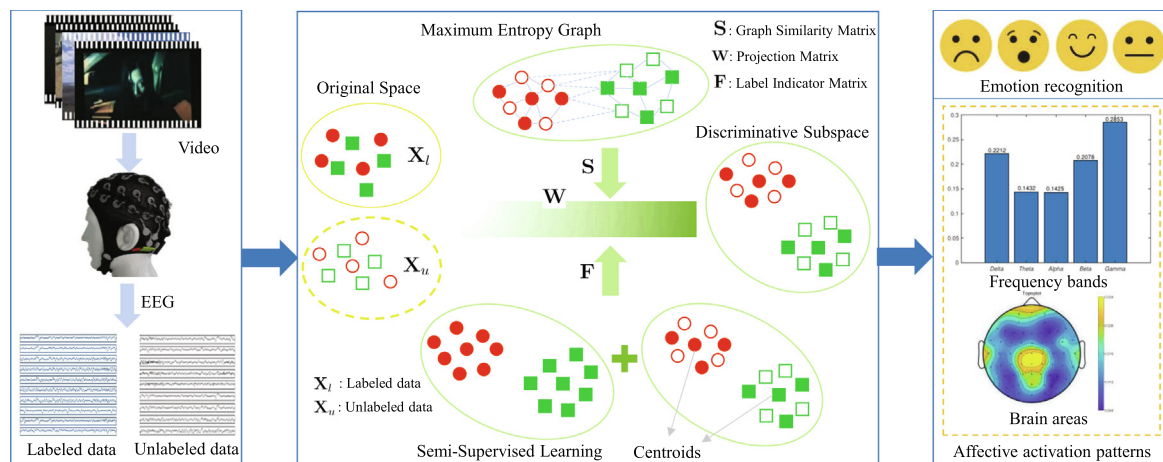 Video
EEG
Labeled data
Unlabeled data
Maximum Entropy Graph
S : Graph Similarity Matrix
W : Projection Matrix
F : Label Indicator Matrix
Original Space
X_l
X_u
Discriminative Subspace
S
W
F
X_l : Labeled data
X_u : Unlabeled data
Semi-Supervised Learning
Centroids
Emotion recognition
0.3
0.25
0.2
0.15
0.1
0.05
0
0.2212
0.1432
0.1425
0.2078
0.2853
Delta
Theta
Alpha
Beta
Gamma
Frequency bands
Brain areas
Affective activation patterns